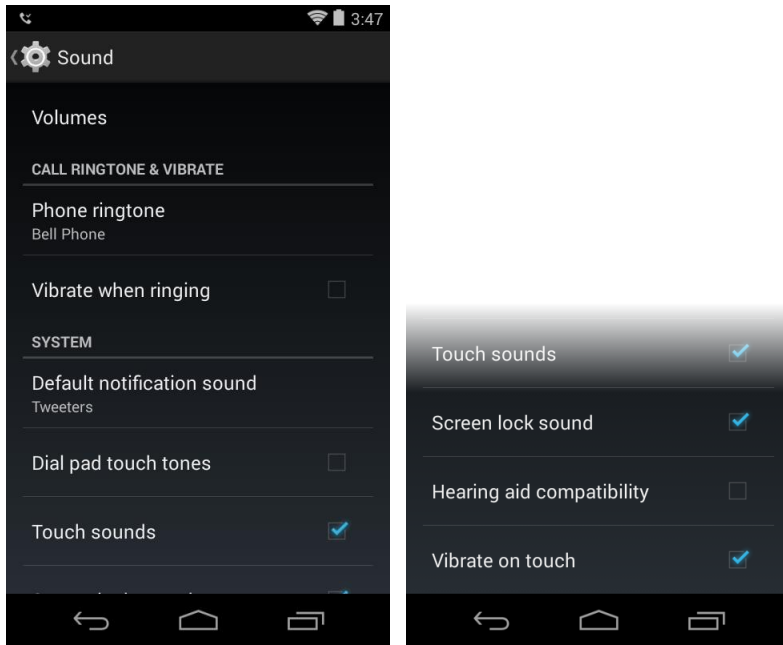 3:47
Sound
Volumes
CALL RINGTONE & VIBRATE
Phone ringtone
Bell Phone
Vibrate when ringing
SYSTEM
Default notification sound
Tweeters
Dial pad touch tones
Touch sounds
Touch sounds
Screen lock sound
Hearing aid compatibility
Vibrate on touch